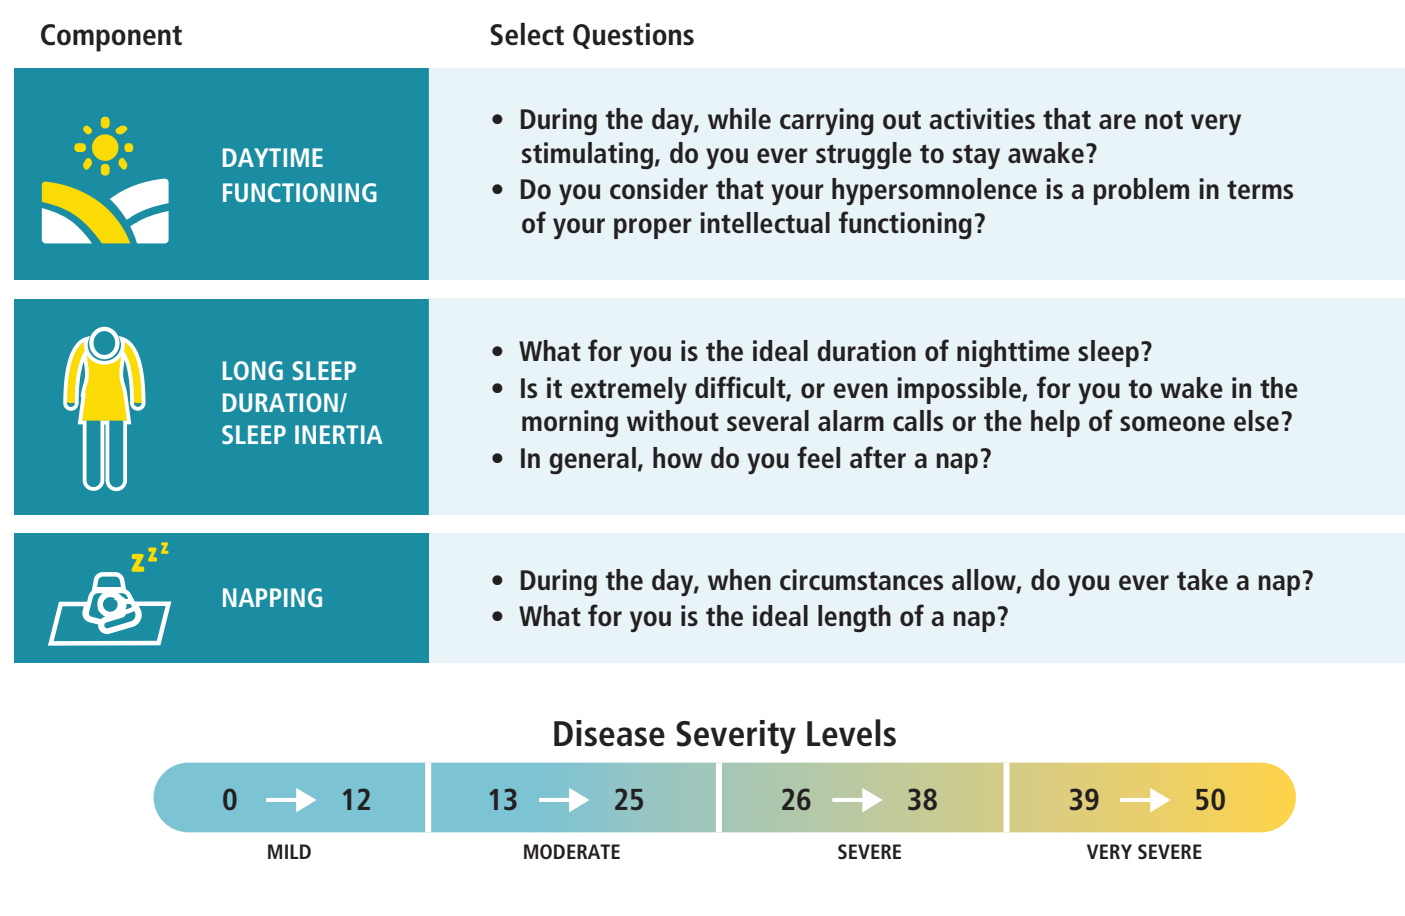 Component
Select Questions
DAYTIME
FUNCTIONING
• During the day, while carrying out activities that are not very
stimulating, do you ever struggle to stay awake?
• Do you consider that your hypersomnolence is a problem in terms
of your proper intellectual functioning?
LONG SLEEP
DURATION/
SLEEP INERTIA
• What for you is the ideal duration of nighttime sleep?
• Is it extremely difficult, or even impossible, for you to wake in the
morning without several alarm calls or the help of someone else?
• In general, how do you feel after a nap?
z z z
NAPPING
• During the day, when circumstances allow, do you ever take a nap?
• What for you is the ideal length of a nap?
Disease Severity Levels
0 → 12 13 → 25 26 → 38 39 → 50
MILD MODERATE SEVERE VERY SEVERE